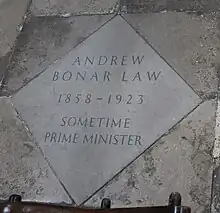 ANDREW
BONAR LAW
1858-1923
SOMETIME
PRIME MINISTER